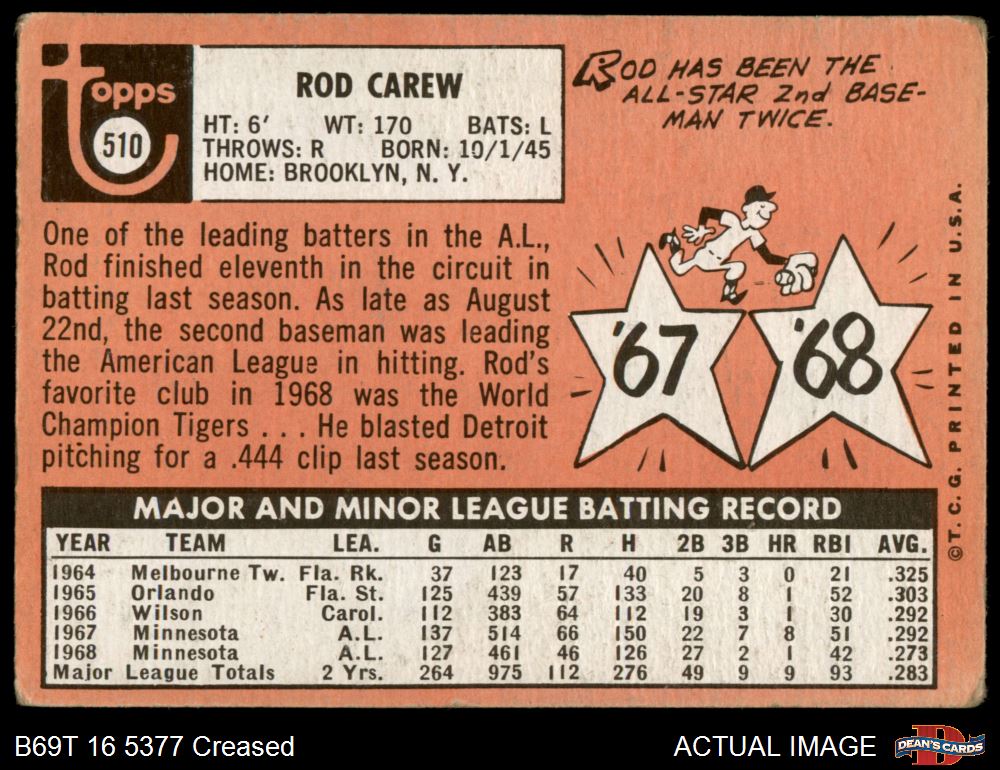 topps
510
ROD CAREW
HT: 6' WT: 170 BATS: L
THROWS: R BORN: 10/1/45
HOME: BROOKLYN, N. Y.
ROD HAS BEEN THE
ALL-STAR 2nd BASE-
MAN TWICE.
One of the leading batters in the A.L.,
Rod finished eleventh in the circuit in
batting last season. As late as August
22nd, the second baseman was leading
the American League in hitting. Rod's
favorite club in 1968 was the World
Champion Tigers . . . He blasted Detroit
pitching for a .444 clip last season.
'67
'68
© T. C. G. PRINTED IN U.S.A.
MAJOR AND MINOR LEAGUE BATTING RECORD
YEAR TEAM LEA. G AB R H 2B 3B HR RBI AVG.
1964 Melbourne Tw. Fla. Rk. 37 123 17 40 5 3 0 21 .325
1965 Orlando Fla. St. 125 439 57 133 20 8 1 52 .303
1966 Wilson Carol. 112 383 64 112 19 3 1 30 .292
1967 Minnesota A.L. 137 514 66 150 22 7 8 51 .292
1968 Minnesota A.L. 127 461 46 126 27 2 1 42 .273
Major League Totals 2 Yrs. 264 975 112 276 49 9 9 93 .283
B69T 16 5377 Creased
ACTUAL IMAGE
D
DEAN'S CARDS